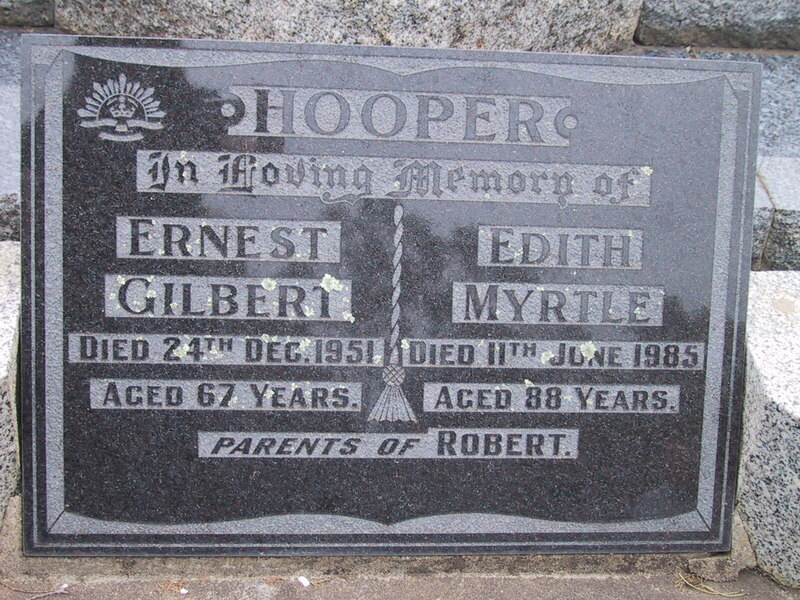 HOOPER
In Loving Memory of
ERNEST GILBERT
DIED 24TH DEC. 1951
AGED 67 YEARS.
EDITH MYRTLE
DIED 11TH JUNE 1985
AGED 88 YEARS.
PARENTS OF ROBERT.